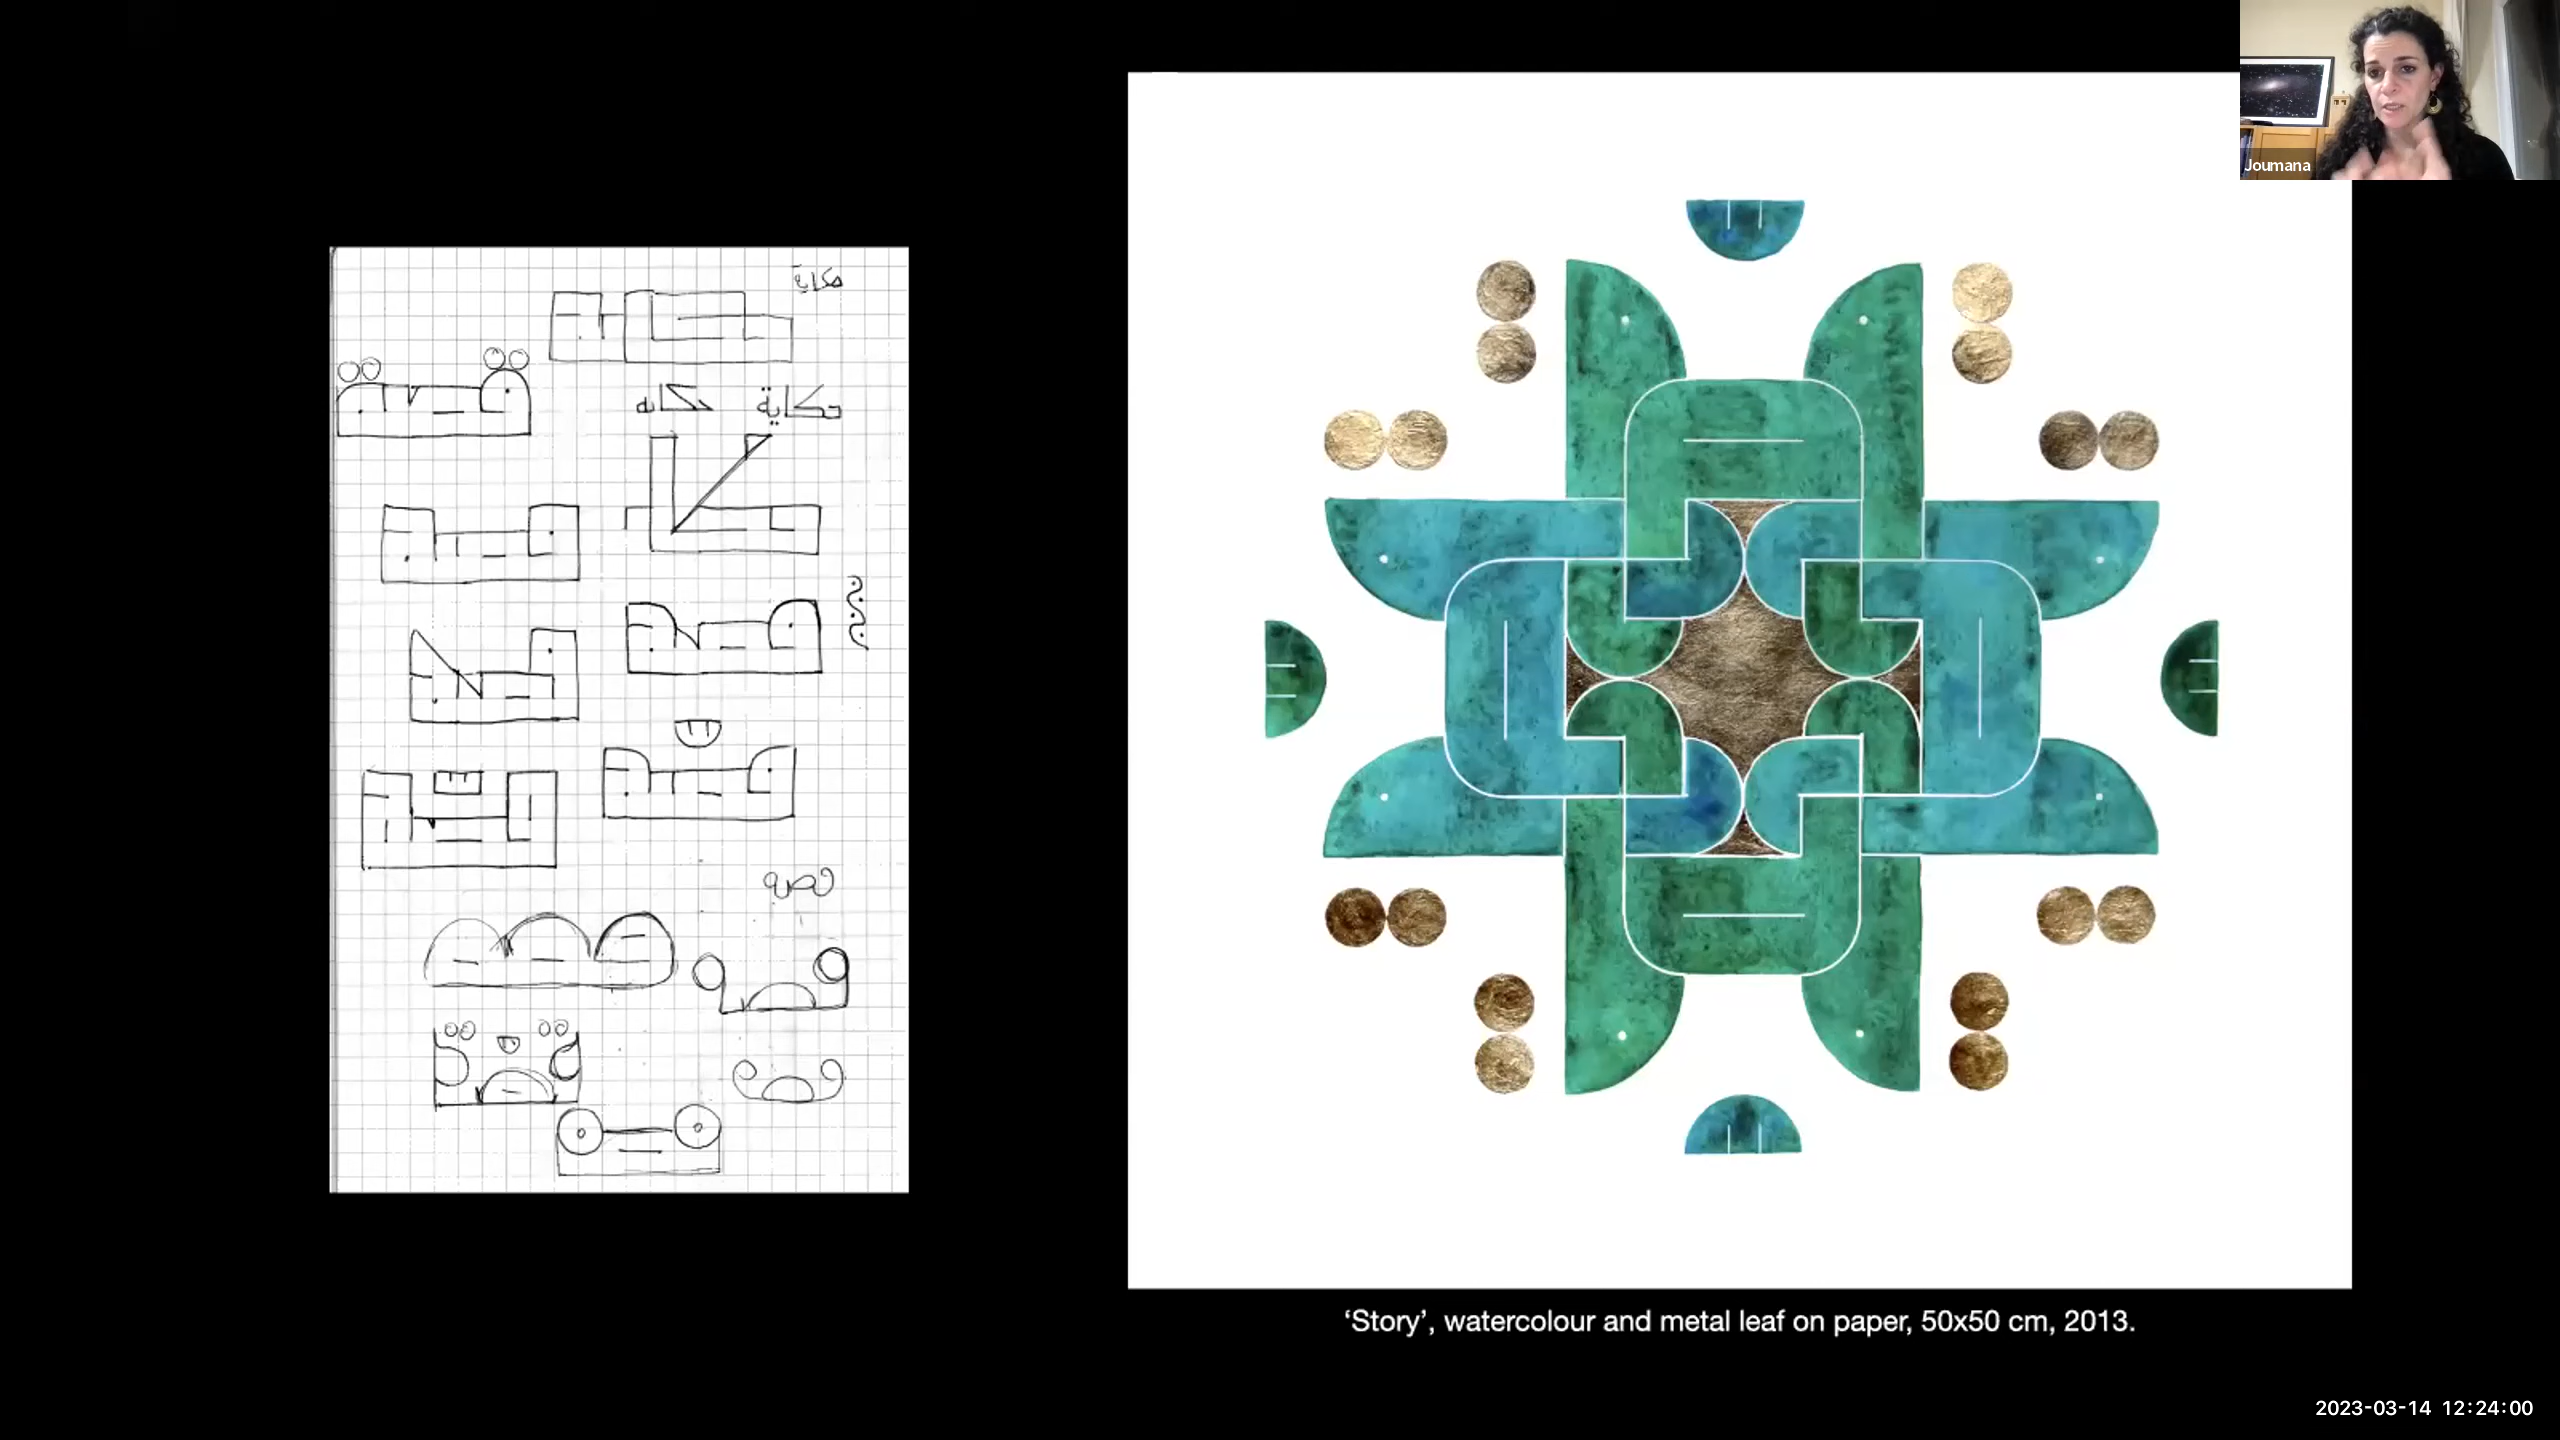 Joumana
حكاية
حكاية حكايه
قصه
‘Story’, watercolour and metal leaf on paper, 50x50 cm, 2013.
2023-03-14 12:24:00